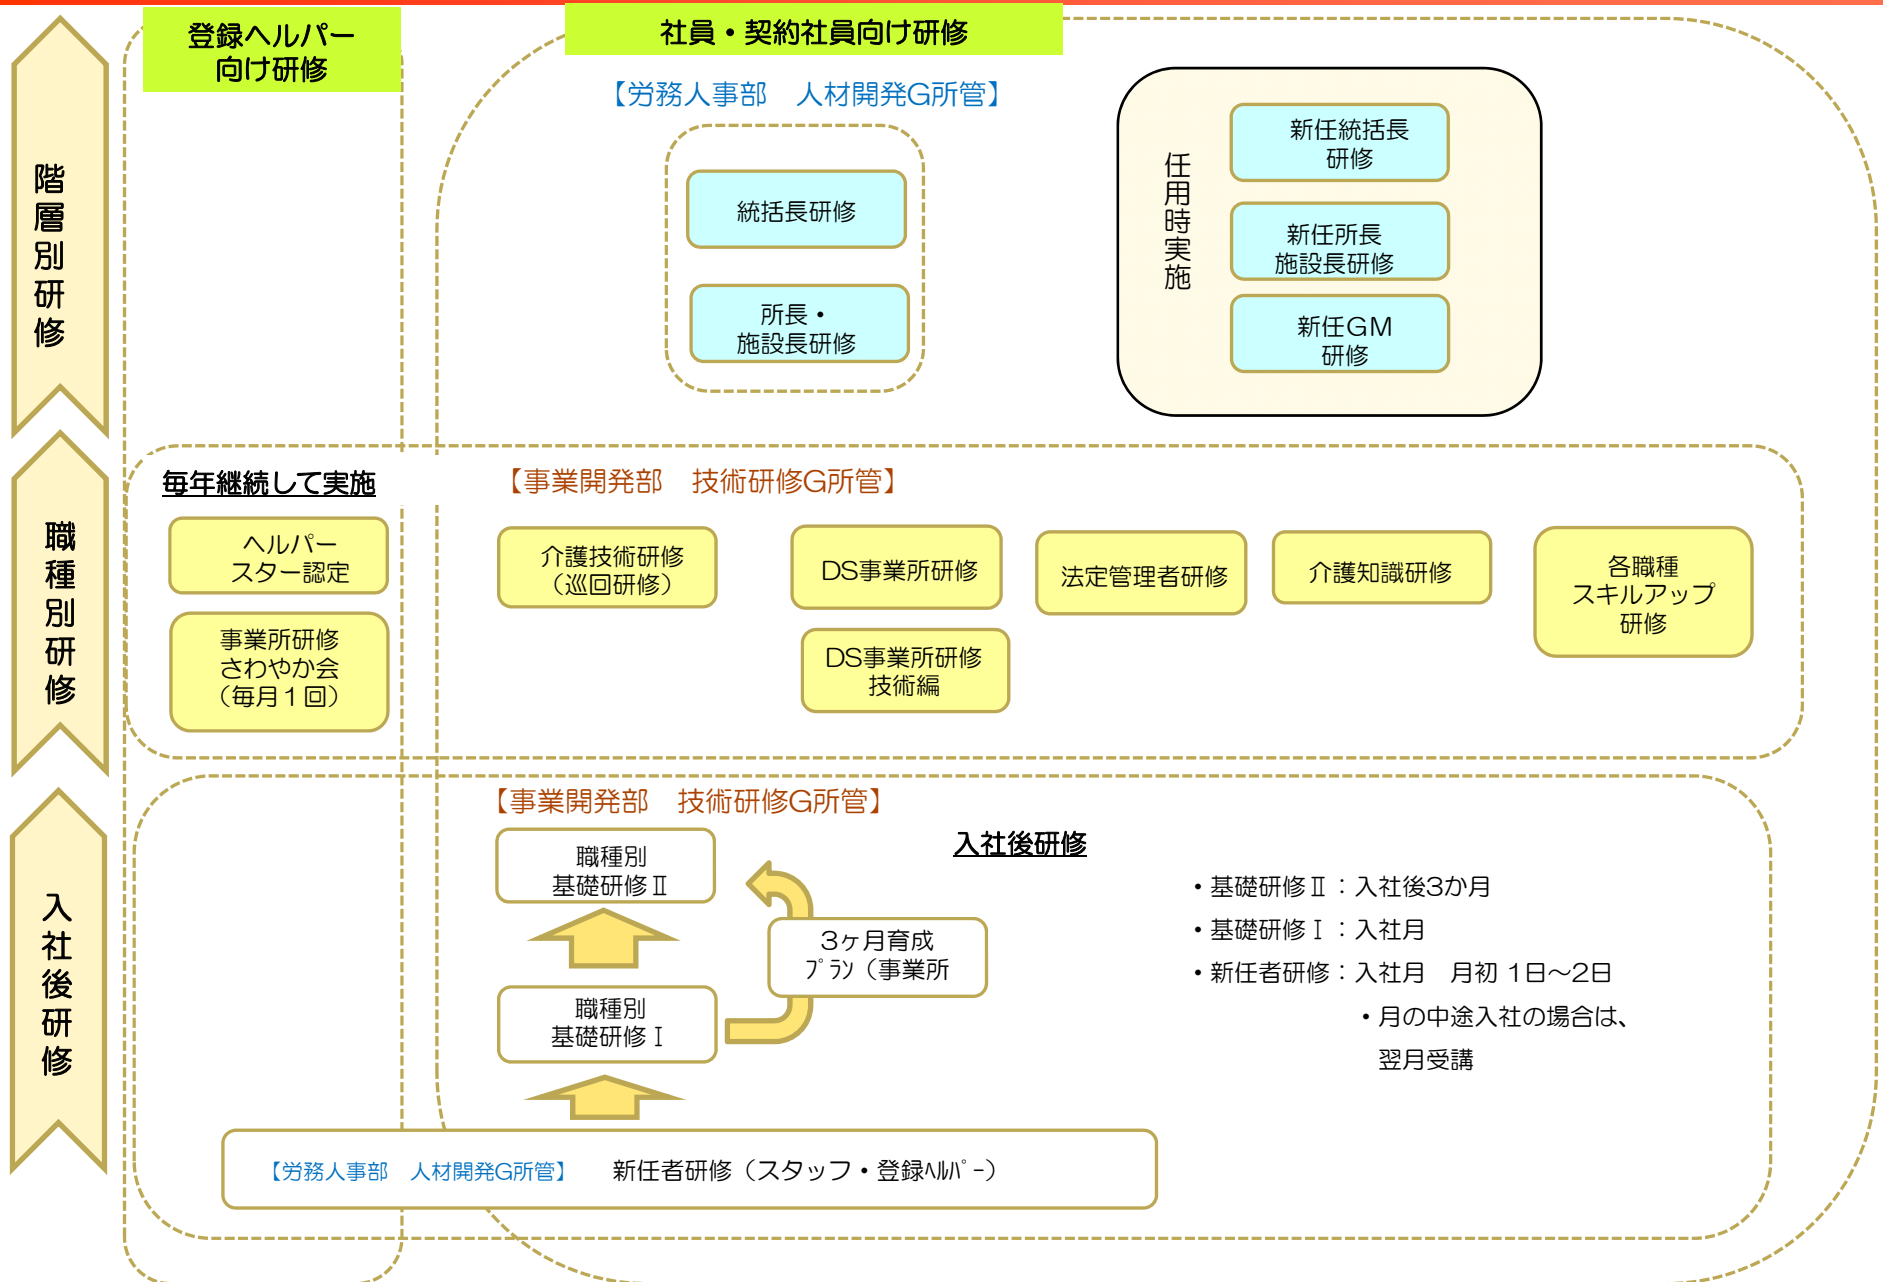 登録ヘルパー
向け研修
社員・契約社員向け研修
階層別研修
【労務人事部　人材開発G所管】
統括長研修
所長・
施設長研修
任用時実施
新任統括長
研修
新任所長
施設長研修
新任GM
研修
職種別研修
毎年継続して実施
【事業開発部　技術研修G所管】
ヘルパー
スター認定
事業所研修
さわやか会
（毎月１回）
介護技術研修
（巡回研修）
DS事業所研修
DS事業所研修
技術編
法定管理者研修
介護知識研修
各職種
スキルアップ
研修
入社後研修
【事業開発部　技術研修G所管】
入社後研修
職種別
基礎研修Ⅱ
3ヶ月育成
ﾌﾟﾗﾝ（事業所
職種別
基礎研修Ⅰ
・基礎研修Ⅱ：入社後3か月
・基礎研修Ⅰ：入社月
・新任者研修：入社月　月初 1日～2日
・月の中途入社の場合は、
翌月受講
【労務人事部　人材開発G所管】　新任者研修（スタッフ・登録ﾍﾙﾊﾟｰ）